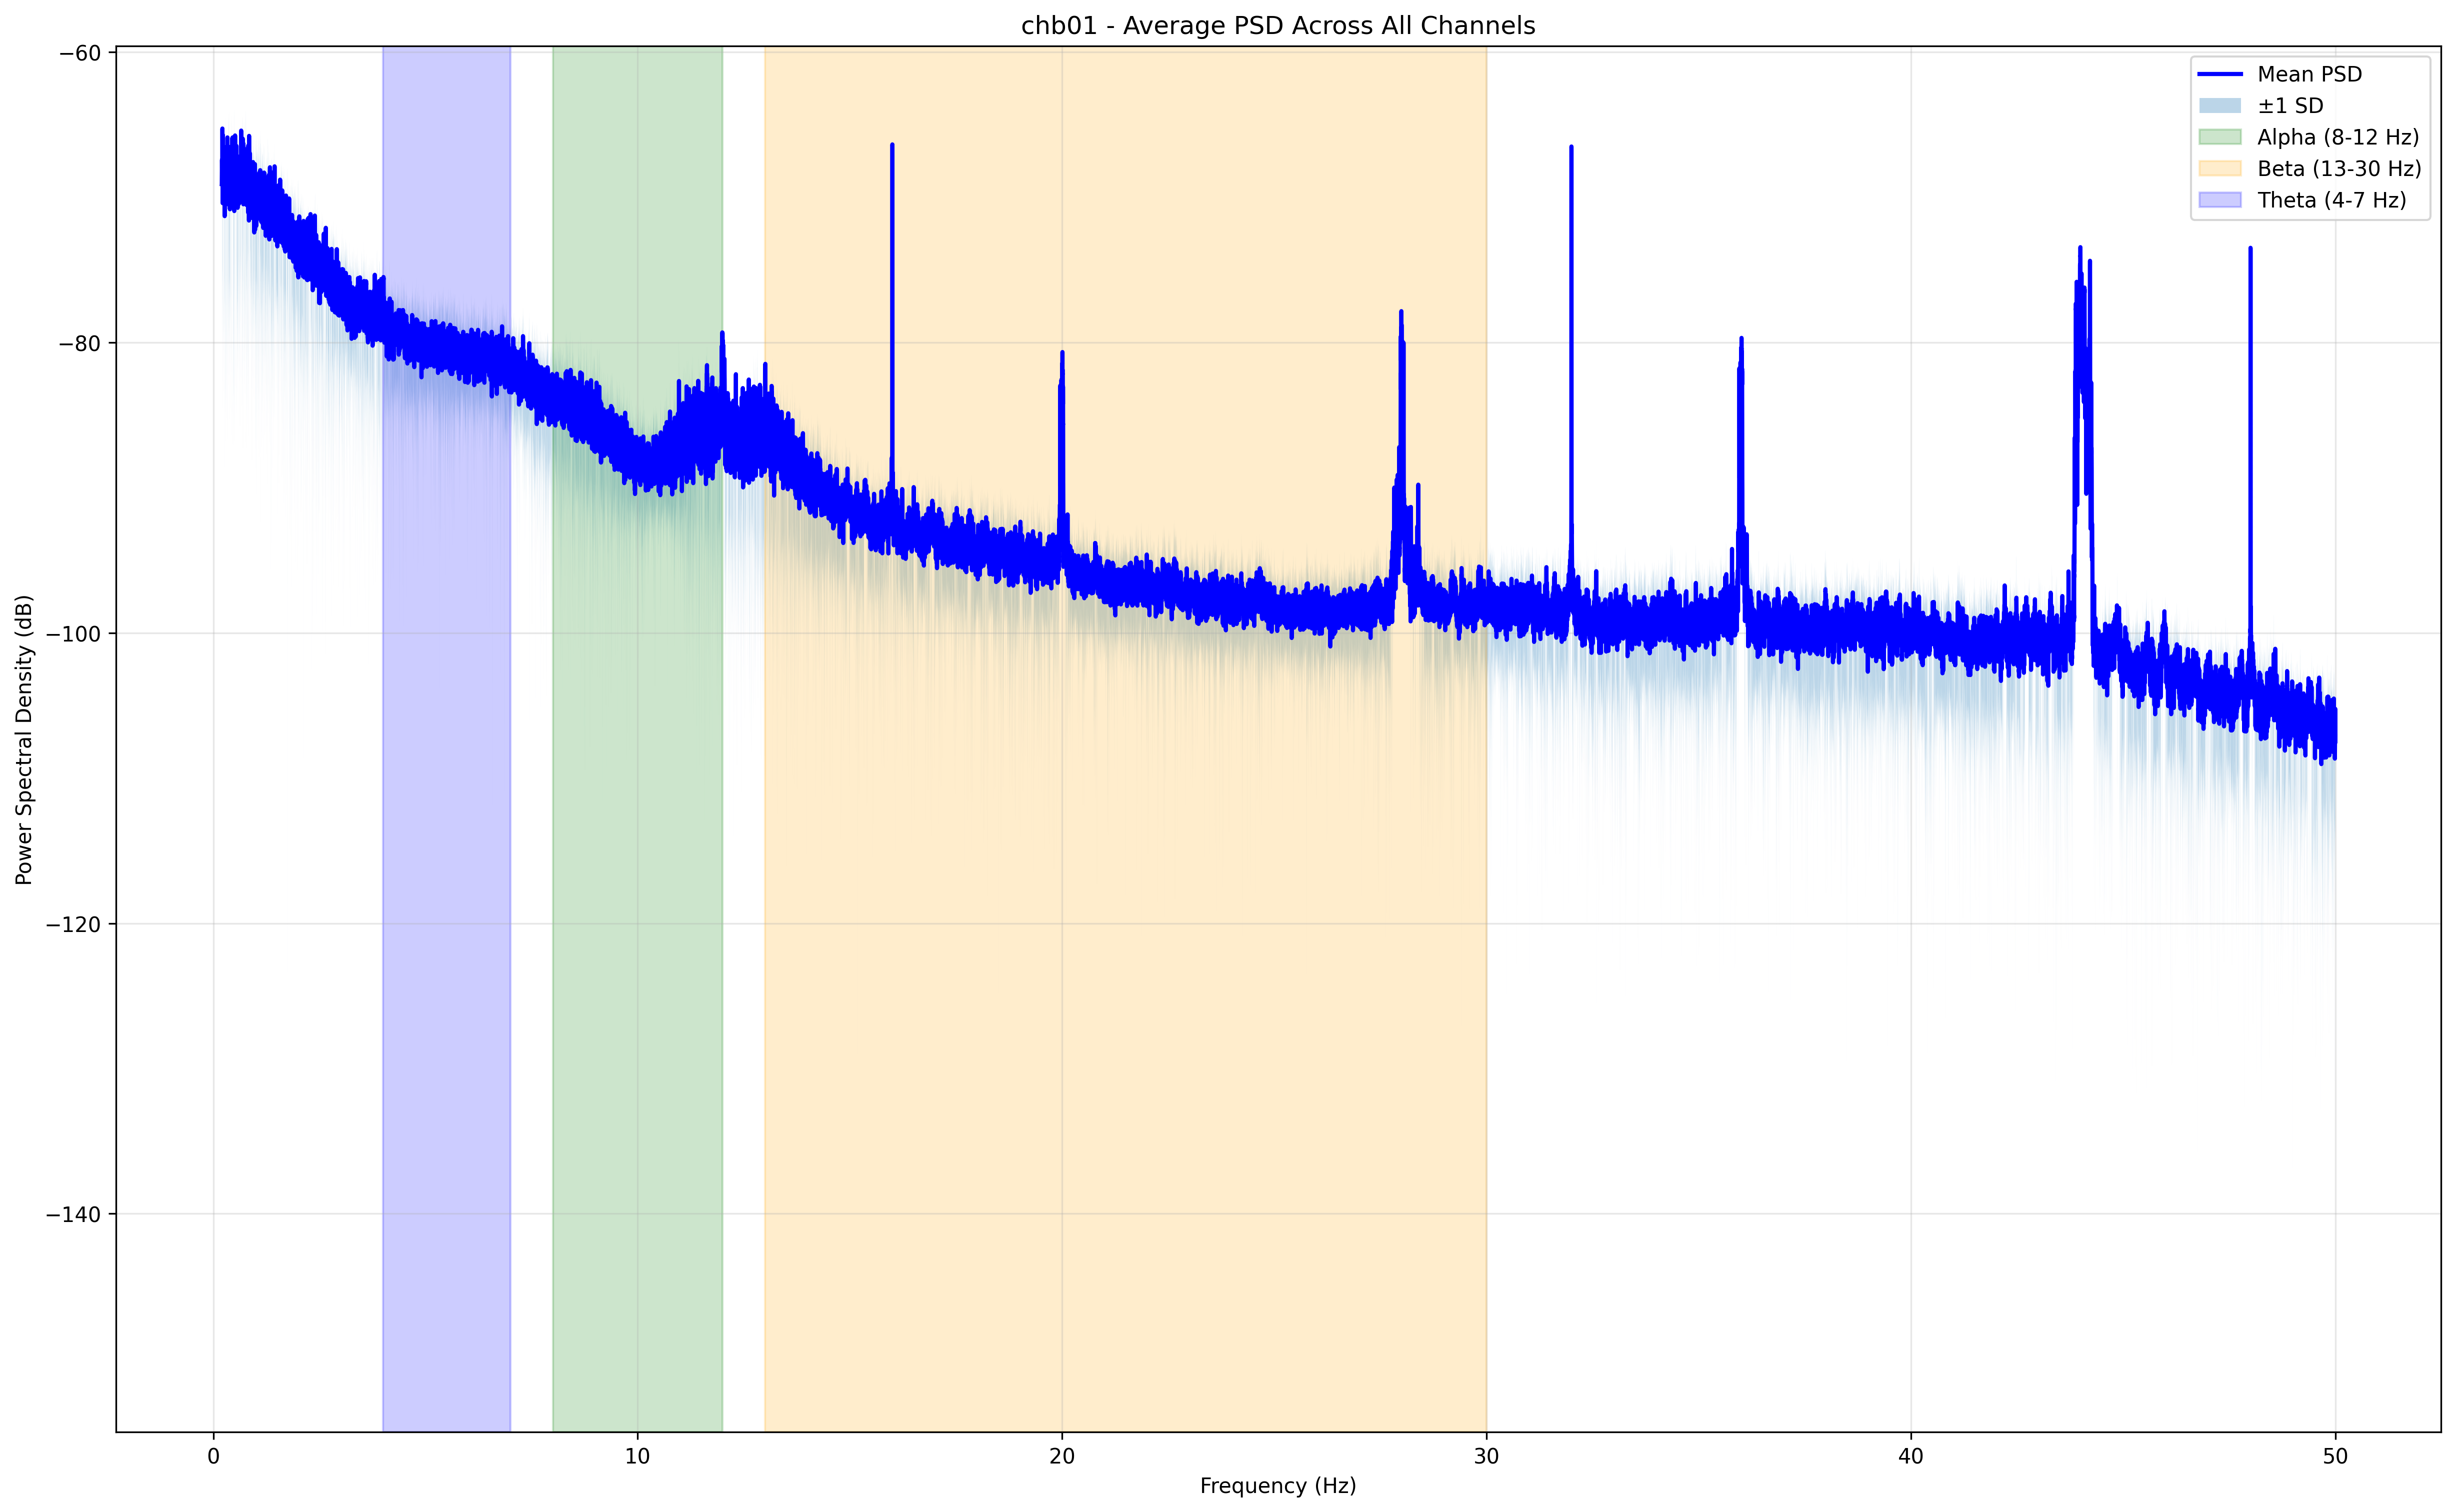 chb01 - Average PSD Across All Channels
Mean PSD
±1 SD
Alpha (8-12 Hz)
Beta (13-30 Hz)
Theta (4-7 Hz)
Power Spectral Density (dB)
−60
−80
−100
−120
−140
0 10 20 30 40 50
Frequency (Hz)